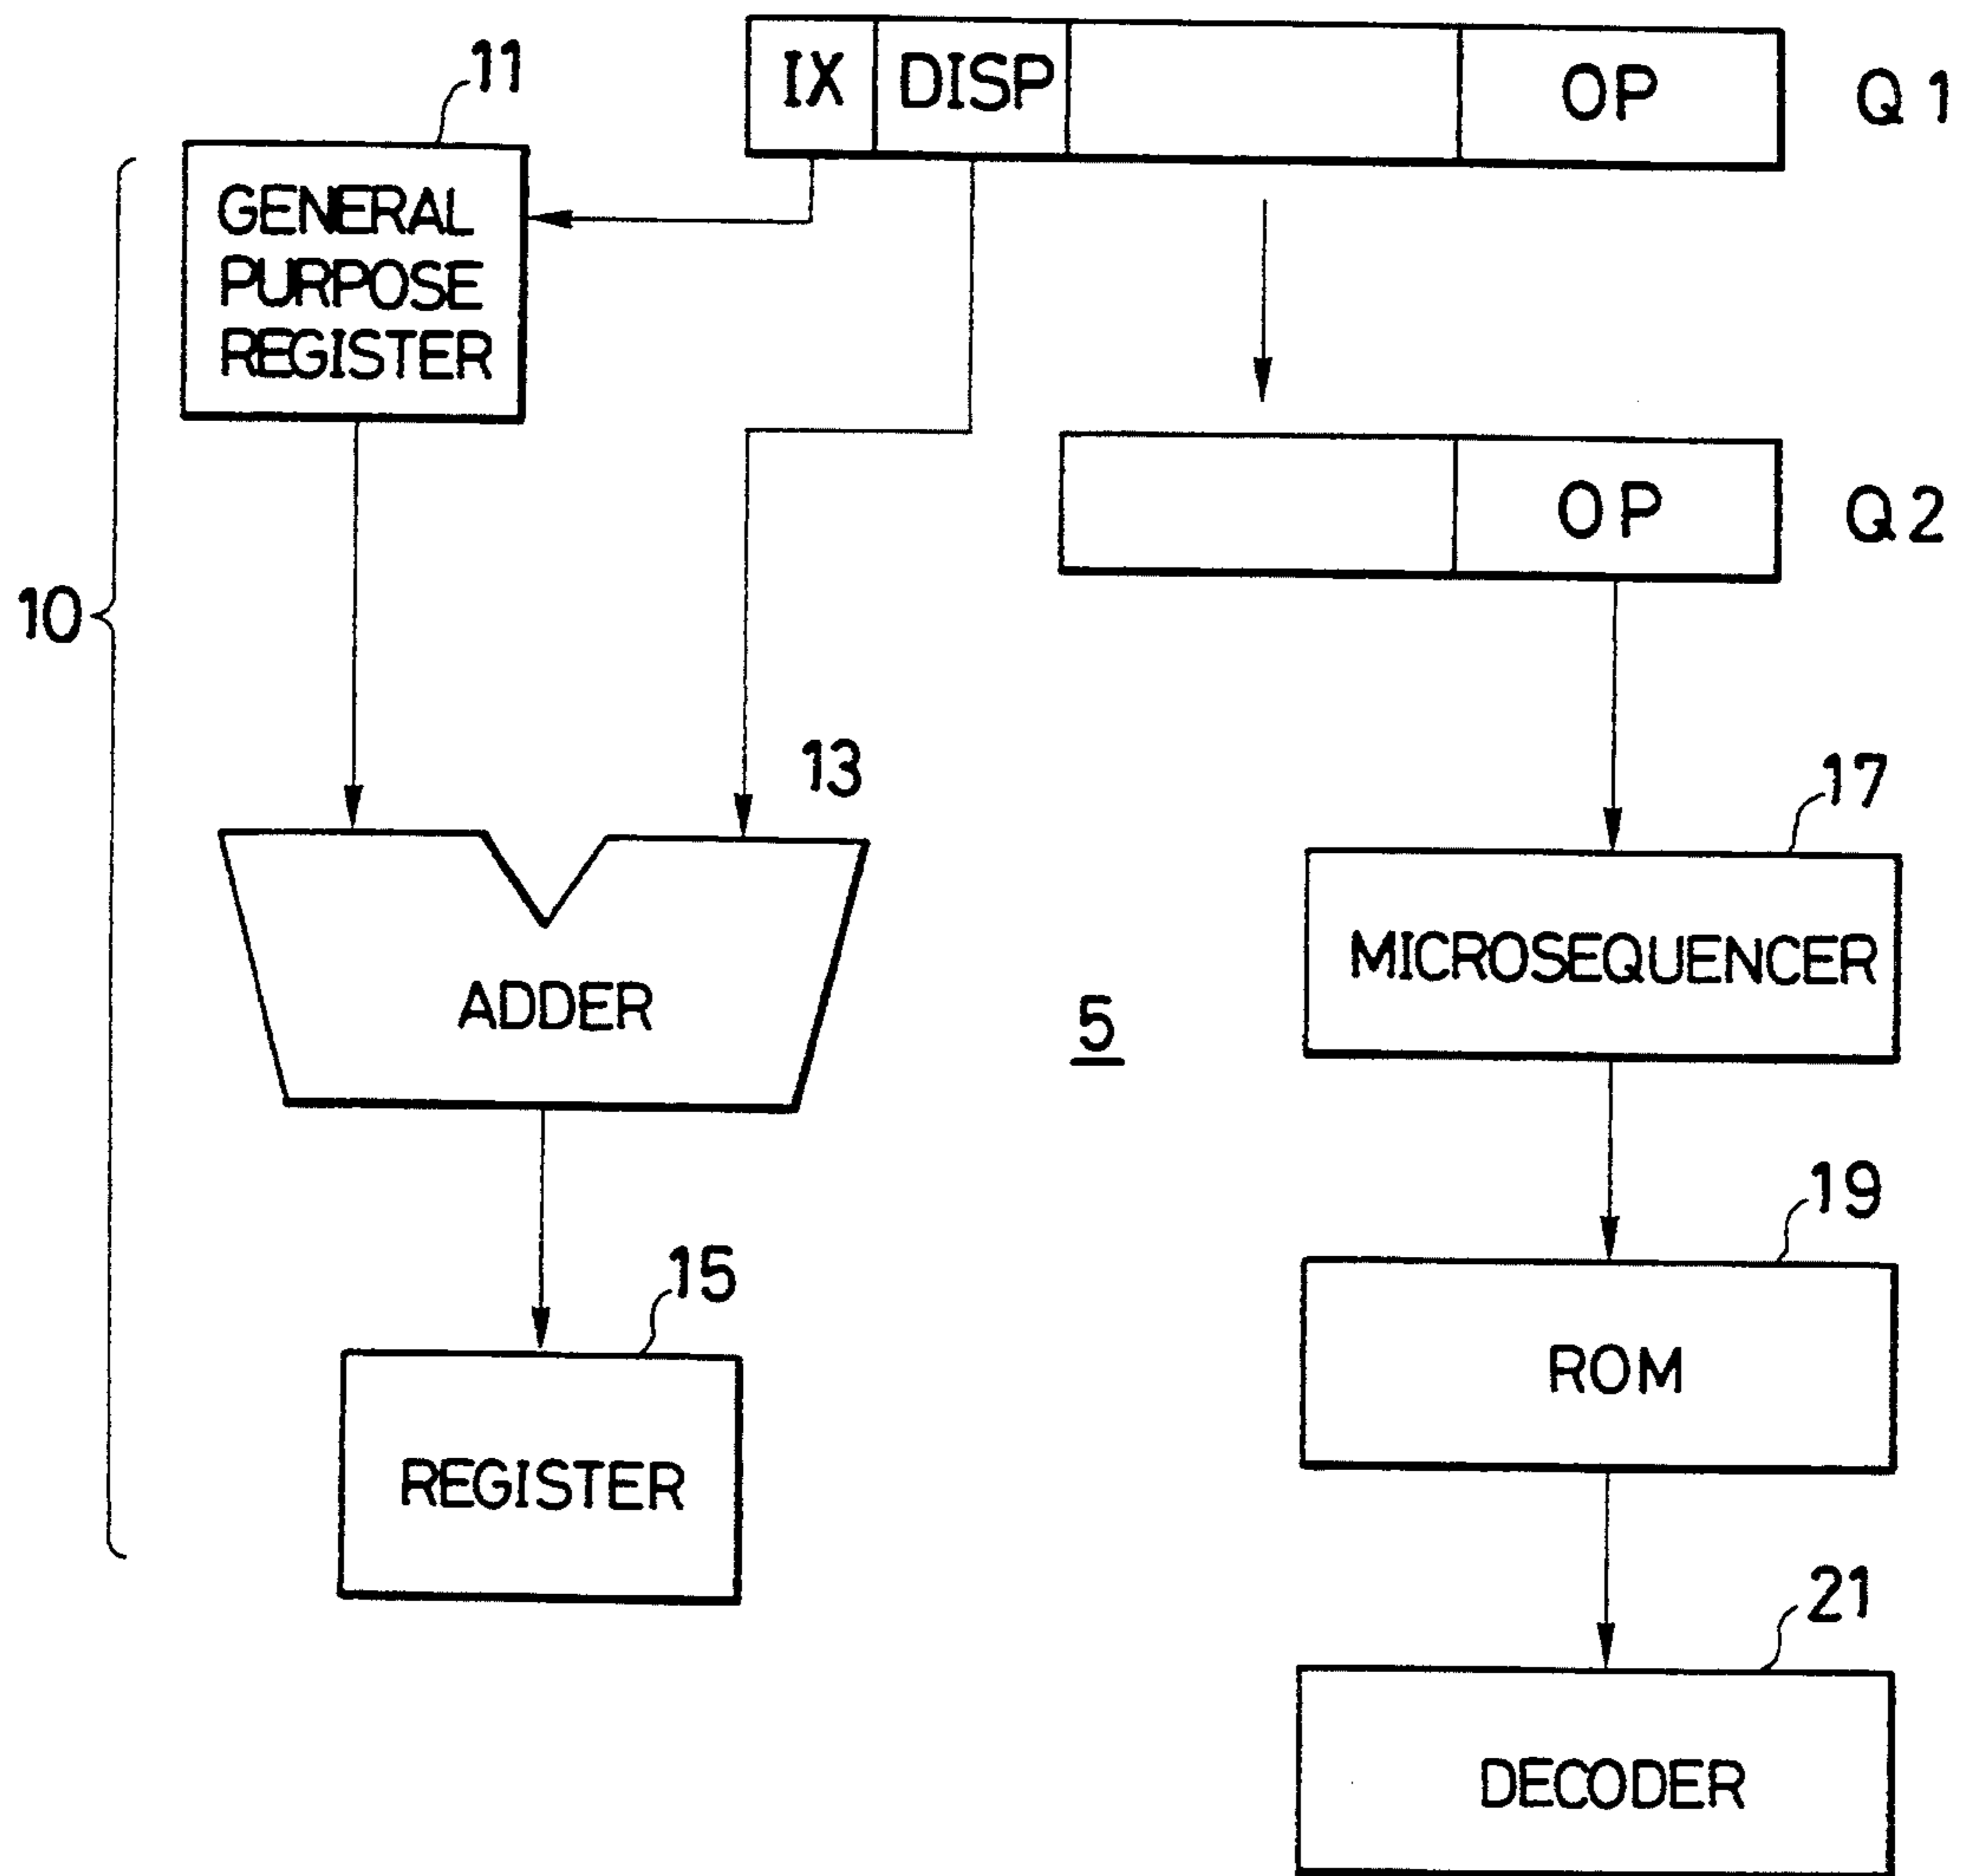 IX DISP OP Q1
11
GENERAL
PURPOSE
REGISTER
OP Q2
10
13
17
ADDER
MICROSEQUENCER
5
19
15
ROM
REGISTER
21
DECODER